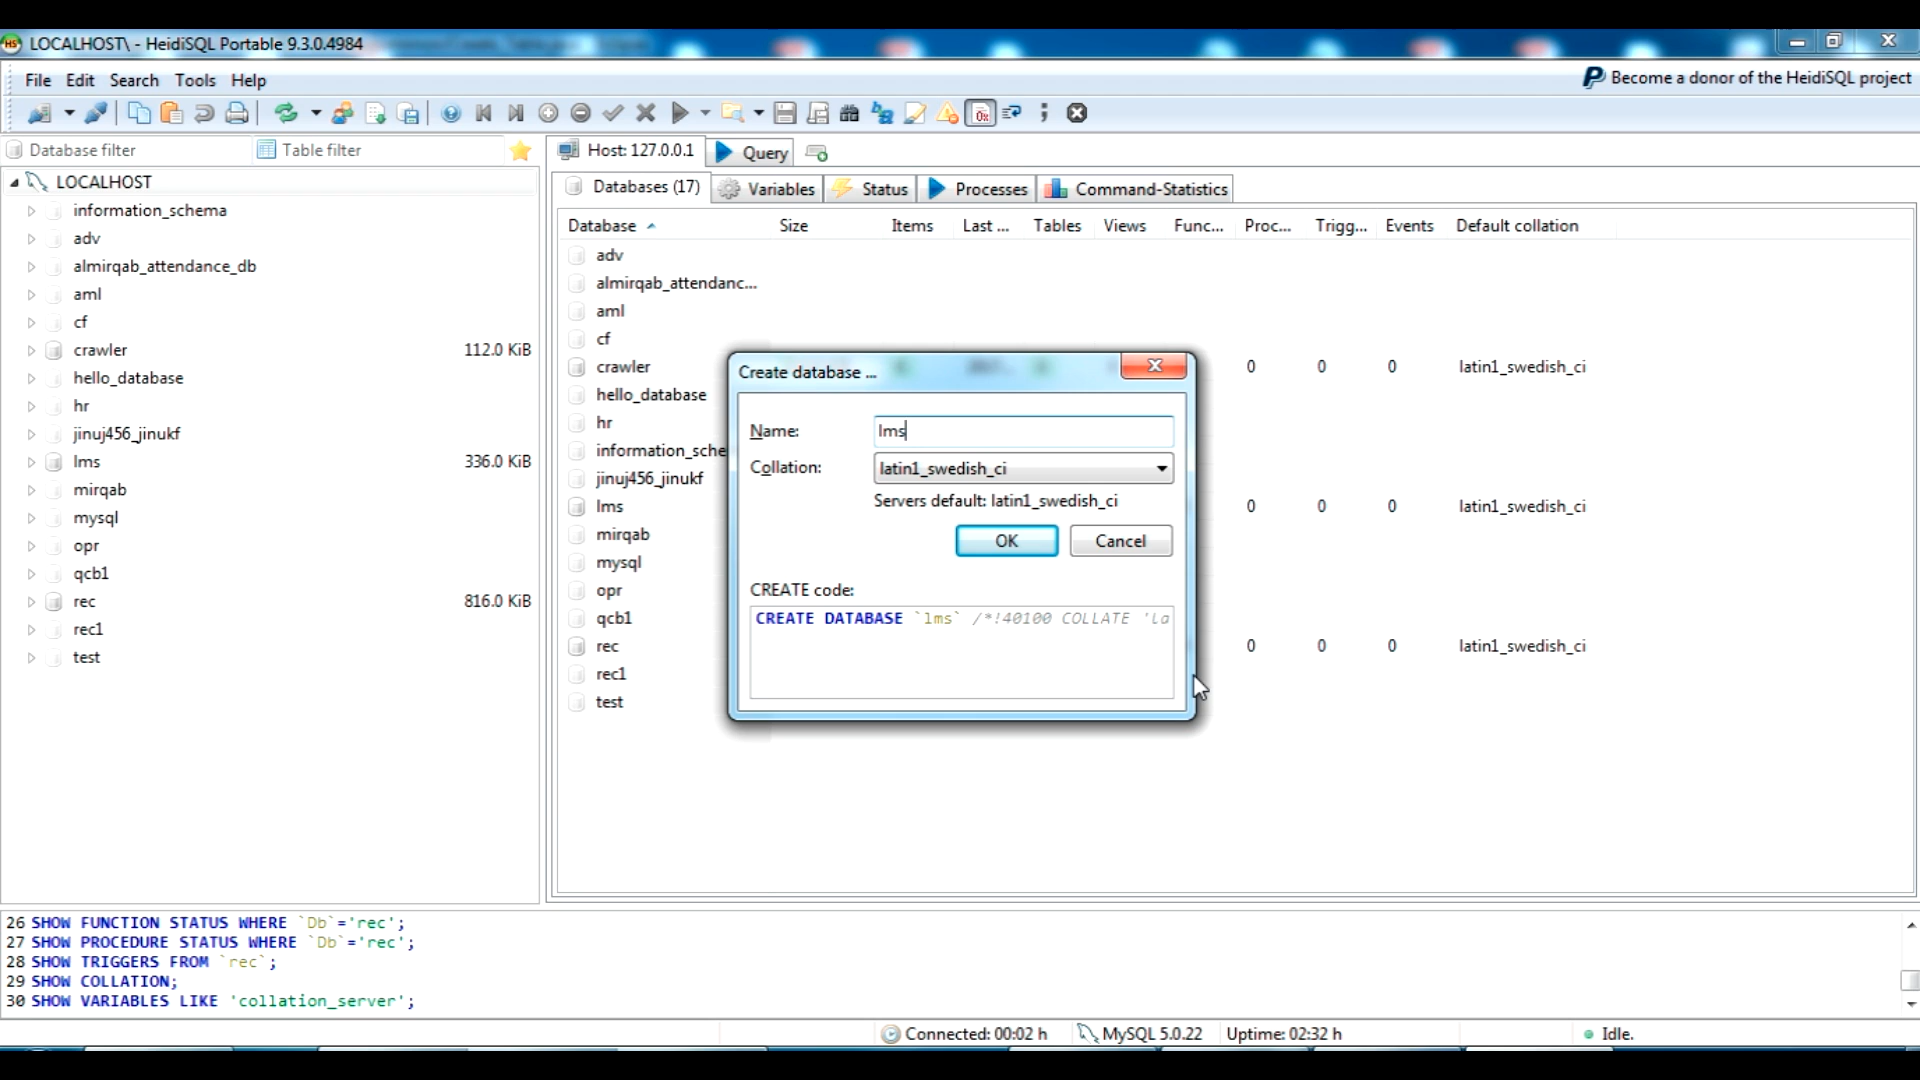 LOCALHOST\ - HeidiSQL Portable 9.3.0.4984
File Edit Search Tools Help
Become a donor of the HeidiSQL project
Database filter Table filter
Host: 127.0.0.1 Query
LOCALHOST
information_schema
adv
almirqab_attendance_db
aml
cf
crawler 112.0 KiB
hello_database
hr
jinuj456_jinukf
lms 336.0 KiB
mirqab
mysql
opr
qcb1
rec 816.0 KiB
rec1
test
Databases (17) Variables Status Processes Command-Statistics
Database Size Items Last ... Tables Views Func... Proc... Trigg... Events Default collation
adv
almirqab_attendanc...
aml
cf
crawler 0 0 0 latin1_swedish_ci
hello_database
hr
information_sche
jinuj456_jinukf
lms 0 0 0 latin1_swedish_ci
mirqab
mysql
opr
qcb1
rec 0 0 0 latin1_swedish_ci
rec1
test
Create database ...
Name: lms
Collation: latin1_swedish_ci
Servers default: latin1_swedish_ci
OK Cancel
CREATE code:
CREATE DATABASE `lms` /*!40100 COLLATE 'la
26 SHOW FUNCTION STATUS WHERE `Db`='rec';
27 SHOW PROCEDURE STATUS WHERE `Db`='rec';
28 SHOW TRIGGERS FROM `rec`;
29 SHOW COLLATION;
30 SHOW VARIABLES LIKE 'collation_server';
Connected: 00:02 h MySQL 5.0.22 Uptime: 02:32 h Idle.